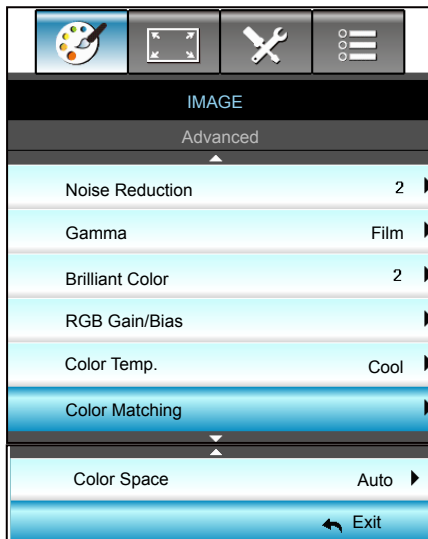 IMAGE
Advanced
Noise Reduction 2
Gamma Film
Brilliant Color 2
RGB Gain/Bias
Color Temp. Cool
Color Matching
Color Space Auto
Exit